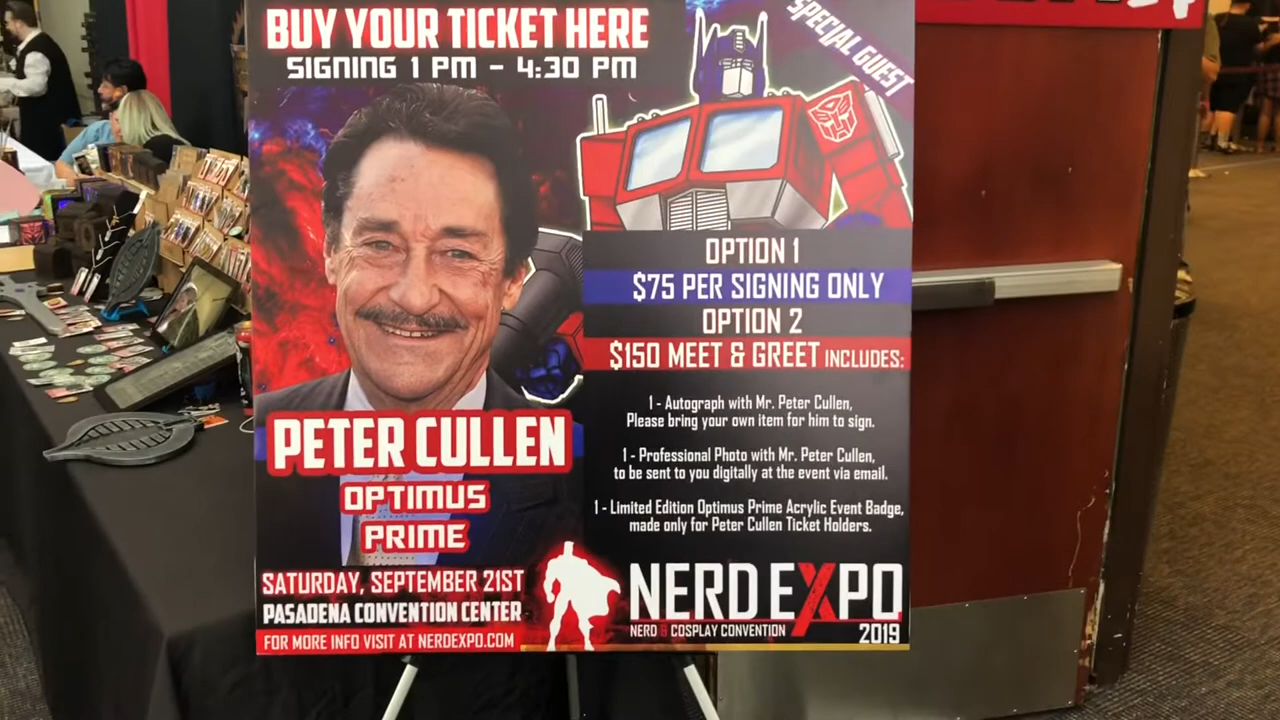 BUY YOUR TICKET HERE
SIGNING 1 PM - 4:30 PM
SPECIAL GUEST
OPTION 1
$75 PER SIGNING ONLY
OPTION 2
$150 MEET & GREET INCLUDES:
1 - Autograph with Mr. Peter Cullen,
Please bring your own item for him to sign.
1 - Professional Photo with Mr. Peter Cullen,
to be sent to you digitally at the event via email.
1 - Limited Edition Optimus Prime Acrylic Event Badge,
made only for Peter Cullen Ticket Holders.
PETER CULLEN
OPTIMUS
PRIME
SATURDAY, SEPTEMBER 21ST
PASADENA CONVENTION CENTER
FOR MORE INFO VISIT AT NERDEXPO.COM
NERD EXPO
NERD & COSPLAY CONVENTION
2019